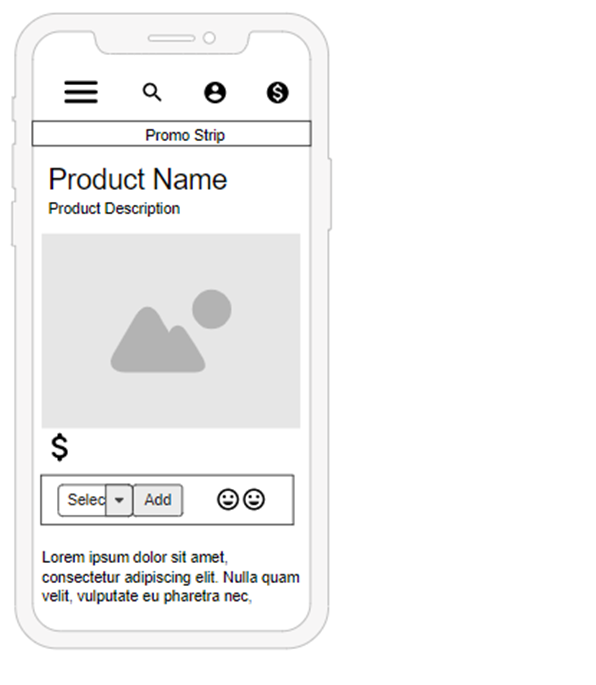 Promo Strip
Product Name
Product Description
$
Selec
Add
Lorem ipsum dolor sit amet,
consectetur adipiscing elit. Nulla quam
velit, vulputate eu pharetra nec,